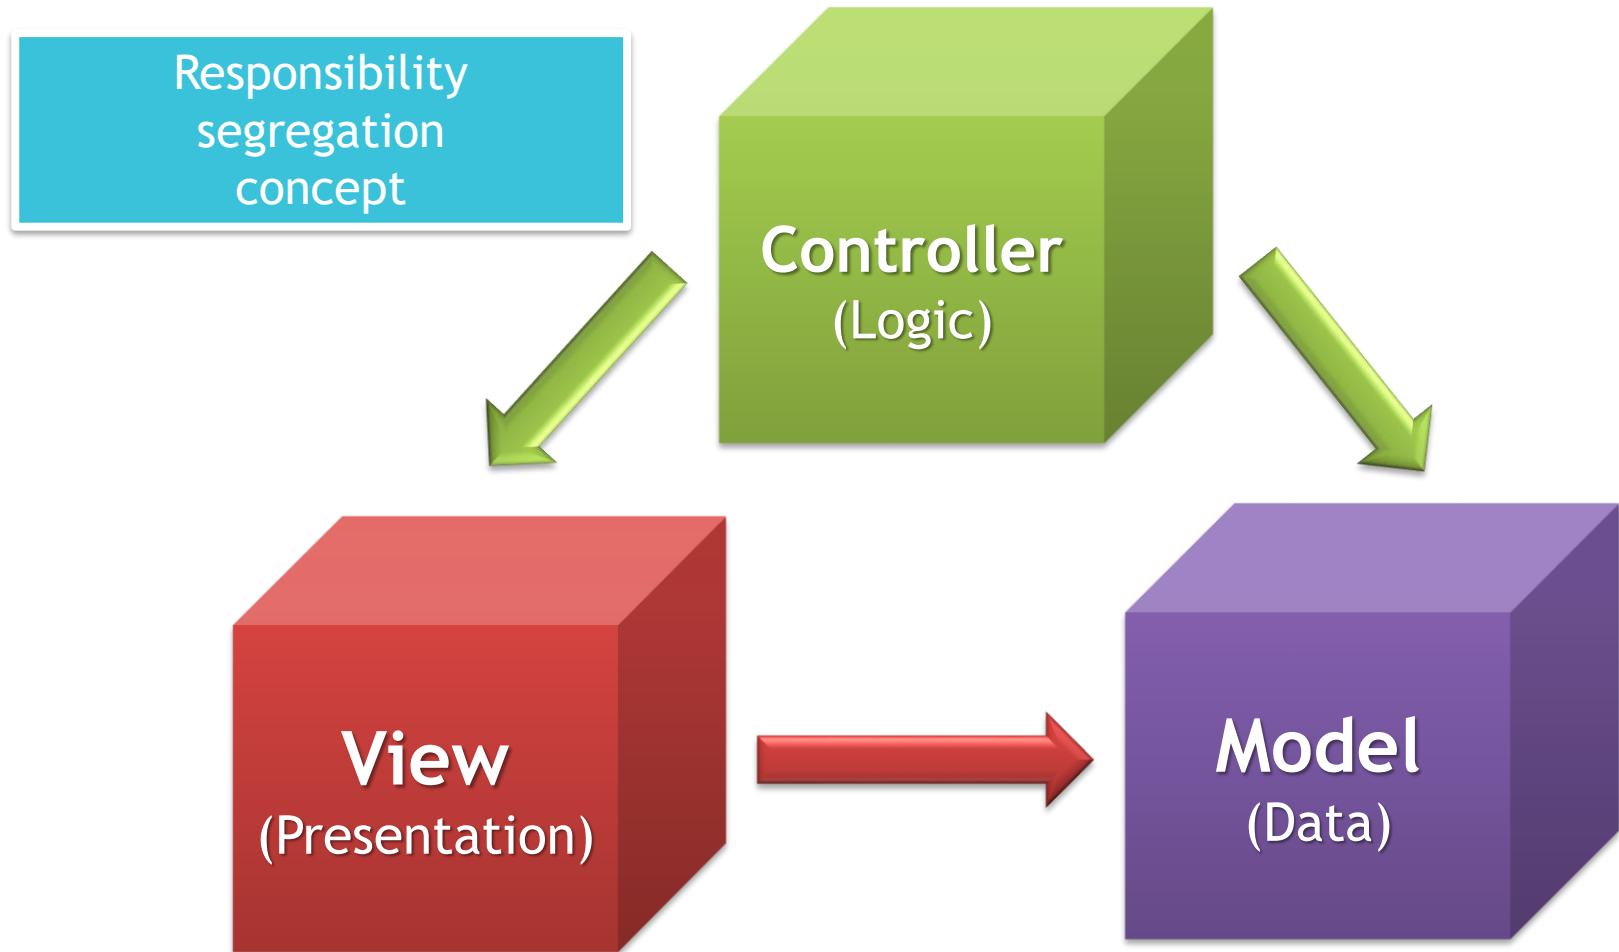 Responsibility
segregation
concept
Controller
(Logic)
View
(Presentation)
Model
(Data)